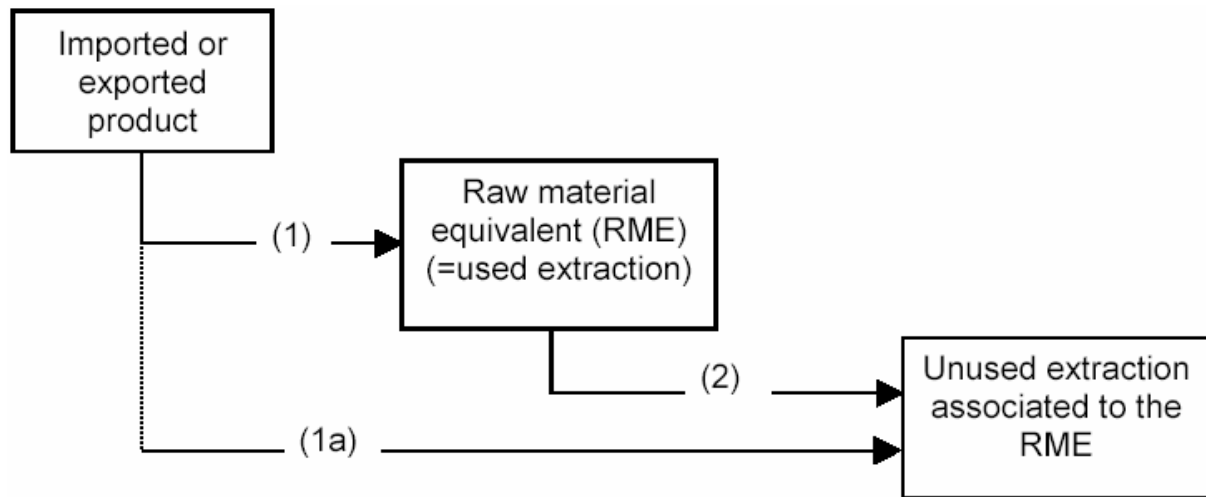 Imported or
exported
product
(1)
Raw material
equivalent (RME)
(=used extraction)
(2)
Unused extraction
associated to the
RME
(1a)